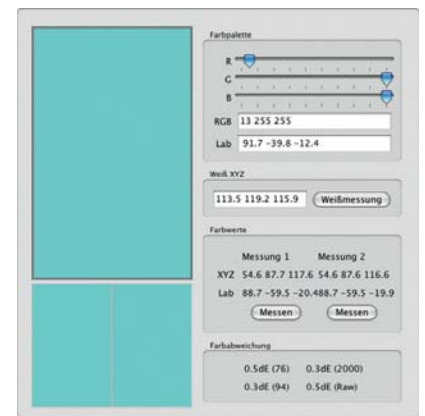 Farbpalette
R
G
B
RGB 13 255 255
Lab 91.7 -39.8 -12.4
Weiß XYZ
113.5 119.2 115.9 Weißmessung
Farbwerte
Messung 1 Messung 2
XYZ 54.6 87.7 117.6 54.6 87.6 116.6
Lab 88.7 -59.5 -20.488.7 -59.5 -19.9
Messen Messen
Farbabweichung
0.5dE (76) 0.3dE (2000)
0.3dE (94) 0.5dE (Raw)